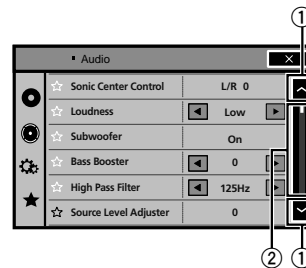 ①
Audio
Sonic Center Control L/R 0
Loudness Low
Subwoofer On
Bass Booster 0
High Pass Filter 125Hz
Source Level Adjuster 0
② ①